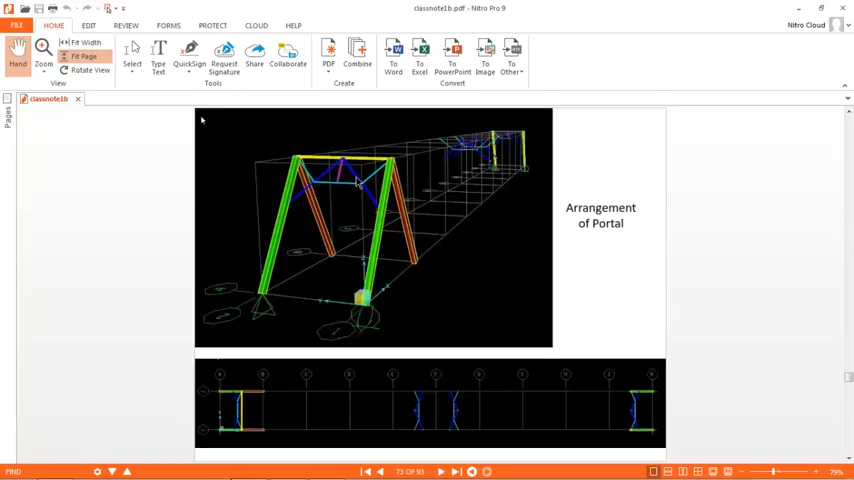 classnote1b.pdf - Nitro Pro 9
FILE HOME EDIT REVIEW FORMS PROTECT CLOUD HELP Nitro Cloud
Hand Zoom Fit Width Fit Page Rotate View
Select Type Text QuickSign Request Signature Share Collaborate
PDF Combine
To Word To Excel To PowerPoint To Image To Other
View Tools Create Convert
classnote1b
Pages
Arrangement
of Portal
Z
Y
X
A B C D E F G H K
FIND 73 OF 93 79%